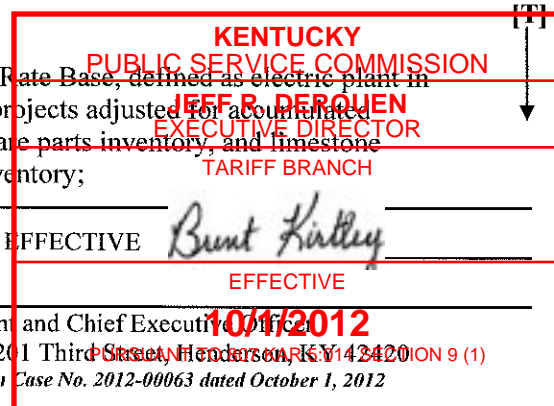 [T]
KENTUCKY
PUBLIC SERVICE COMMISSION
Rate Base, defined as electric plant in
projects adjusted for accumulated
JEFF R. DEROUEN
EXECUTIVE DIRECTOR
are parts inventory, and limestone
TARIFF BRANCH
ventory;
EFFECTIVE
Brent Kirtley
EFFECTIVE
nt and Chief Executive Officer
10/1/2012
201 Third Street, Henderson, KY 42420
PURSUANT TO 807 KAR 5:011 SECTION 9 (1)
n Case No. 2012-00063 dated October 1, 2012